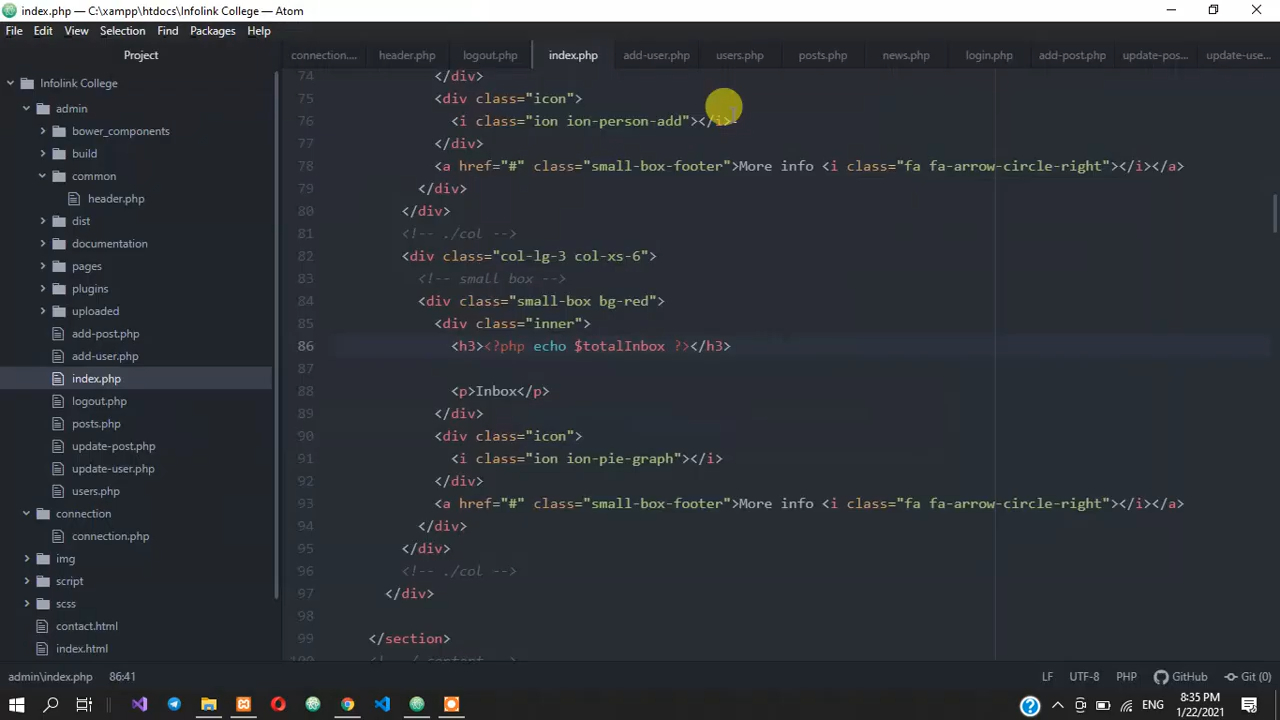 index.php — C:\xampp\htdocs\Infolink College — Atom
File Edit View Selection Find Packages Help
Project
connection.... header.php logout.php index.php add-user.php users.php posts.php news.php login.php add-post.php update-pos... update-use...
Infolink College
admin
bower_components
build
common
header.php
dist
documentation
pages
plugins
uploaded
add-post.php
add-user.php
index.php
logout.php
posts.php
update-post.php
update-user.php
users.php
connection
connection.php
img
script
scss
contact.html
index.html
74 </div>
75 <div class="icon">
76 <i class="ion ion-person-add"></i>
77 </div>
78 <a href="#" class="small-box-footer">More info <i class="fa fa-arrow-circle-right"></i></a>
79 </div>
80 </div>
81 <!-- ./col -->
82 <div class="col-lg-3 col-xs-6">
83 <!-- small box -->
84 <div class="small-box bg-red">
85 <div class="inner">
86 <h3><?php echo $totalInbox ?></h3>
87
88 <p>Inbox</p>
89 </div>
90 <div class="icon">
91 <i class="ion ion-pie-graph"></i>
92 </div>
93 <a href="#" class="small-box-footer">More info <i class="fa fa-arrow-circle-right"></i></a>
94 </div>
95 </div>
96 <!-- ./col -->
97 </div>
98
99 </section>
100 <!-- /.content -->
admin\index.php 86:41 LF UTF-8 PHP GitHub Git (0)
ENG 8:35 PM
1/22/2021